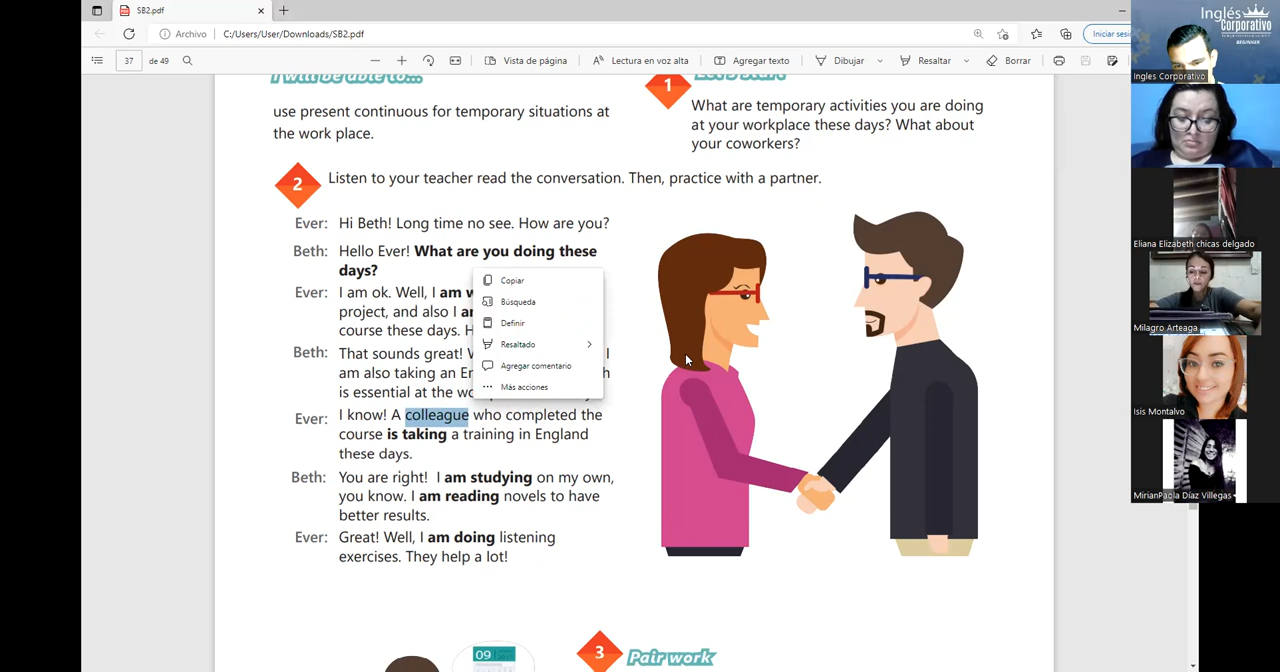 SB2.pdf
Archivo
C:/Users/User/Downloads/SB2.pdf
Iniciar sesi
37
de 49
Vista de página
Lectura en voz alta
Agregar texto
Dibujar
Resaltar
Borrar
I will be able to...
use present continuous for temporary situations at
the work place.
1
Let's Start
What are temporary activities you are doing
at your workplace these days? What about
your coworkers?
2
Listen to your teacher read the conversation. Then, practice with a partner.
Ever: Hi Beth! Long time no see. How are you?
Beth: Hello Ever! What are you doing these
days?
Ever: I am ok. Well, I am
project, and also I
course these days.
Beth: That sounds great! I
am also taking an
is essential at the
Ever: I know! A colleague who completed the
course is taking a training in England
these days.
Beth: You are right! I am studying on my own,
you know. I am reading novels to have
better results.
Ever: Great! Well, I am doing listening
exercises. They help a lot!
Copiar
Búsqueda
Definir
Resaltado
Agregar comentario
Más acciones
09
3
Pair work
Inglés
Corporativo
BEGINNER
Ingles Corporativo
Eliana Elizabeth chicas delgado
Milagro Arteaga
Isis Montalvo
MirianPaola Díaz Villegas